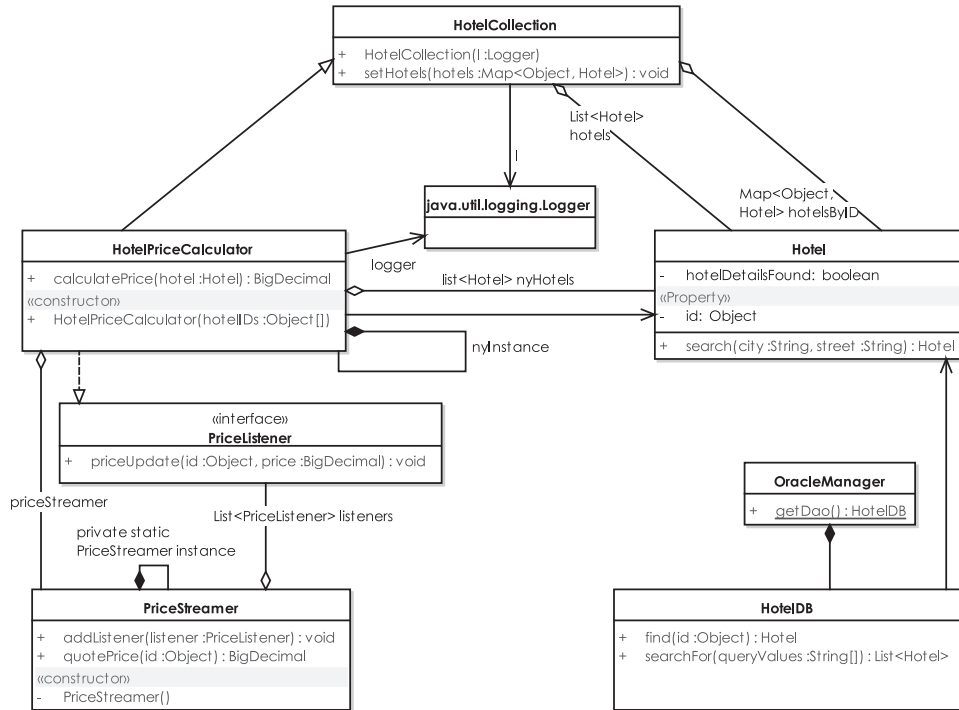 HotelCollection
+ HotelCollection(l :Logger)
+ setHotels(hotels :Map<Object, Hotel>) : void
List<Hotel>
hotels
l
Map<Object,
Hotel> hotelsByID
java.util.logging.Logger
HotelPriceCalculator
+ calculatePrice(hotel :Hotel) : BigDecimal
«constructor»
+ HotelPriceCalculator(hotelIDs :Object[])
logger
list<Hotel> nyHotels
nyInstance
Hotel
- hotelDetailsFound: boolean
«Property»
- id: Object
+ search(city :String, street :String) : Hotel
«interface»
PriceListener
+ priceUpdate(id :Object, price :BigDecimal) : void
priceStreamer
List<PriceListener> listeners
private static
PriceStreamer instance
OracleManager
+ getDao() : HotelDB
PriceStreamer
+ addListener(listener :PriceListener) : void
+ quotePrice(id :Object) : BigDecimal
«constructor»
- PriceStreamer()
HotelDB
+ find(id :Object) : Hotel
+ searchFor(queryValues :String[]) : List<Hotel>